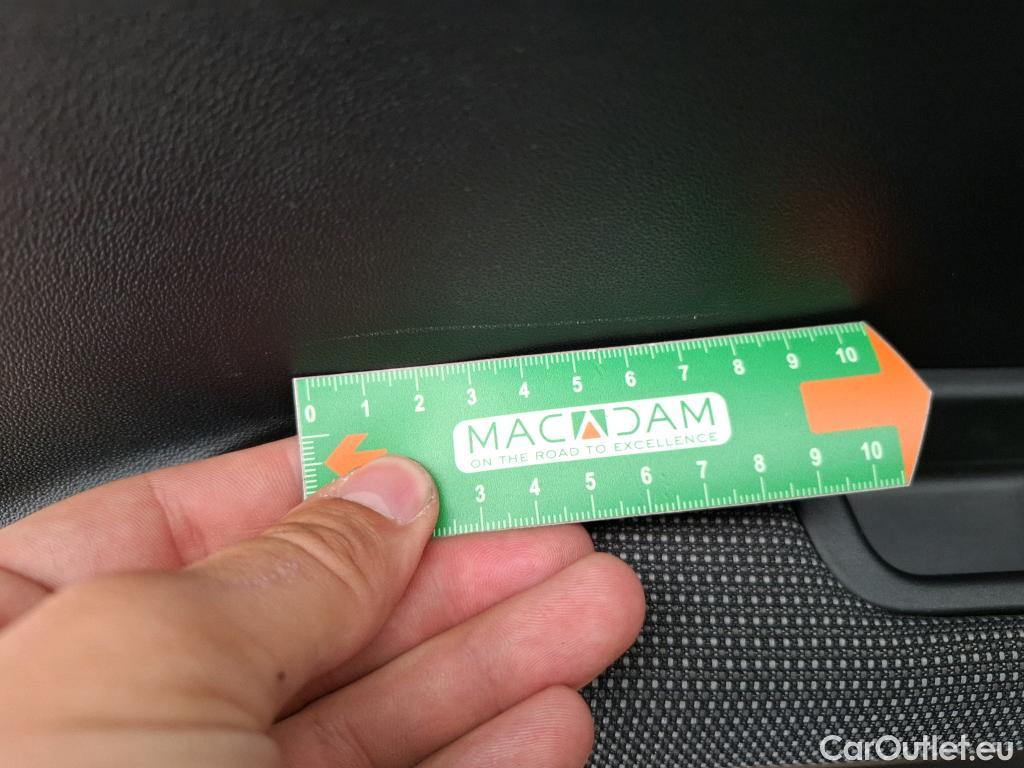 0 1 2 3 4 5 6 7 8 9 10
MACADAM
ON THE ROAD TO EXCELLENCE
3 4 5 6 7 8 9 10
CarOutlet.eu